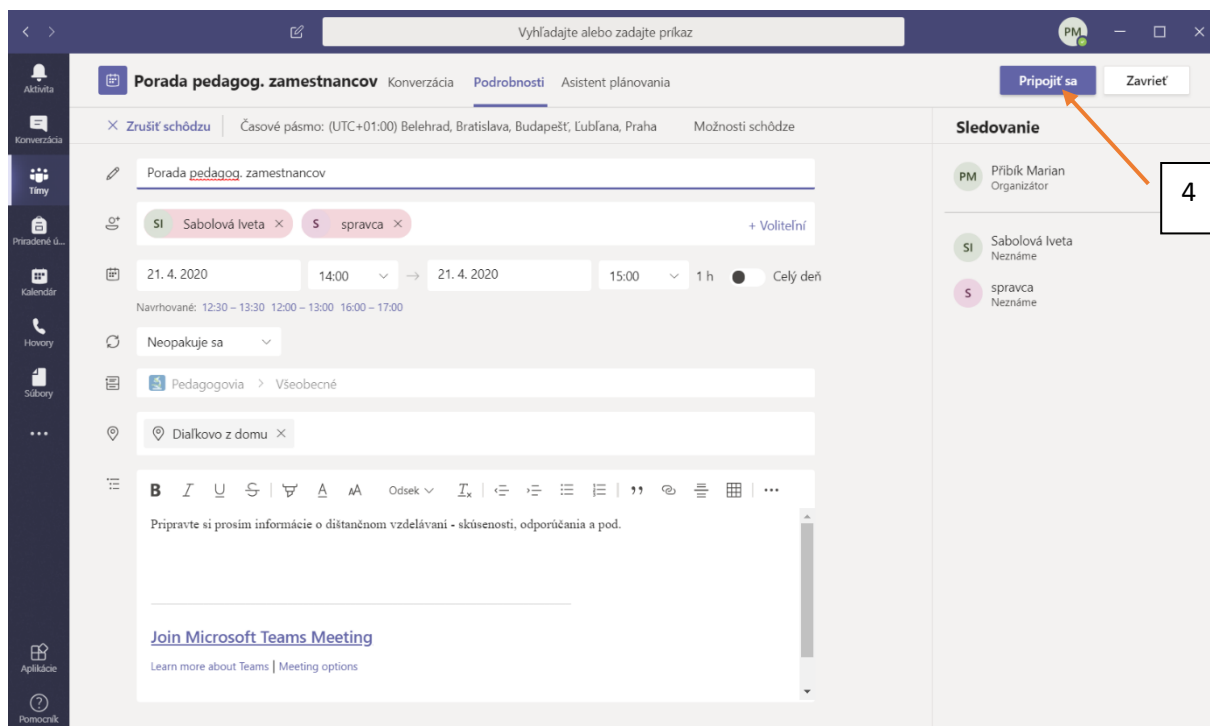 Vyhľadajte alebo zadajte príkaz
PM
Aktivita
Konverzácia
Tímy
Priradené ú...
Kalendár
Hovory
Súbory
Aplikácie
Pomocník
Porada pedagog. zamestnancov Konverzácia Podrobnosti Asistent plánovania
Pripojiť sa Zavrieť
× Zrušiť schôdzu Časové pásmo: (UTC+01:00) Belehrad, Bratislava, Budapešť, Ľubľana, Praha Možnosti schôdze
Porada pedagog. zamestnancov
SI Sabolová Iveta × S spravca × + Voliteľní
21. 4. 2020 14:00 → 21. 4. 2020 15:00 1 h Celý deň
Navrhované: 12:30 – 13:30 12:00 – 13:00 16:00 – 17:00
Neopakuje sa
Pedagogovia > Všeobecné
Diaľkovo z domu ×
B I U S A AA Odsek Tx
Pripravte si prosím informácie o dištančnom vzdelávaní - skúsenosti, odporúčania a pod.
Join Microsoft Teams Meeting
Learn more about Teams | Meeting options
Sledovanie
PM Přibík Marian
Organizátor
SI Sabolová Iveta
Neznáme
S spravca
Neznáme
4